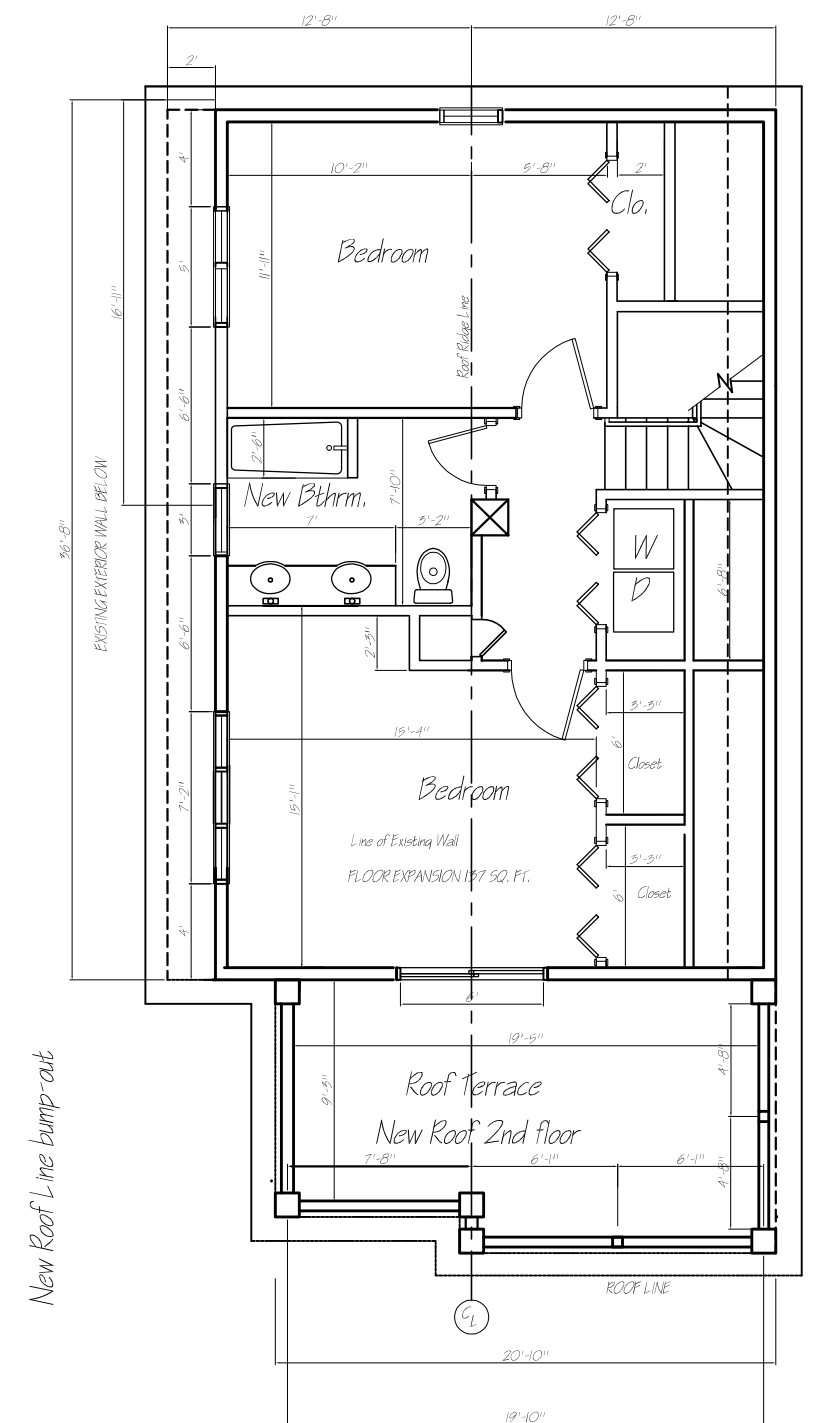 12'-8"
12'-8"
2'
4'
10'-2"
5'-8"
2'
Clo.
Bedroom
5'
11'-11"
16'-11"
Roof Ridge Line
6'-6"
2'-6"
New Bthrm.
7'-10"
7'
3'-2"
3'
36'-8"
EXISTING EXTERIOR WALL BELOW
W
D
6'-8"
6'-6"
2'-3"
3'-3"
15'-4"
6'
Closet
Bedroom
7'-2"
15'-1"
Line of Existing Wall
3'-3"
FLOOR EXPANSION 137 SQ. FT.
6'
Closet
4'
6'
19'-5"
4'-8"
9'-3"
Roof Terrace
New Roof 2nd floor
7'-8"
6'-1"
6'-1"
4'-8"
New Roof Line bump-out
ROOF LINE
CL
20'-10"
19'-10"